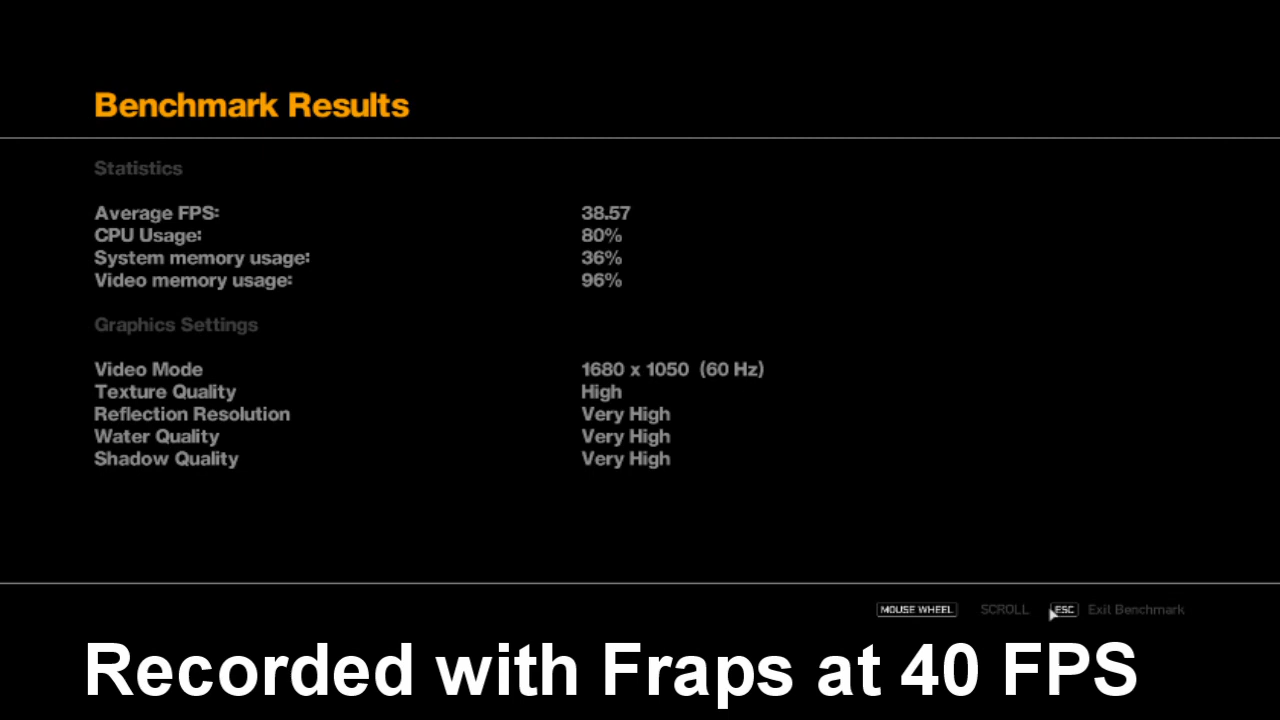 Benchmark Results
Statistics
Average FPS: 38.57
CPU Usage: 80%
System memory usage: 36%
Video memory usage: 96%
Graphics Settings
Video Mode 1680 x 1050 (60 Hz)
Texture Quality High
Reflection Resolution Very High
Water Quality Very High
Shadow Quality Very High
MOUSE WHEEL SCROLL ESC Exit Benchmark
Recorded with Fraps at 40 FPS